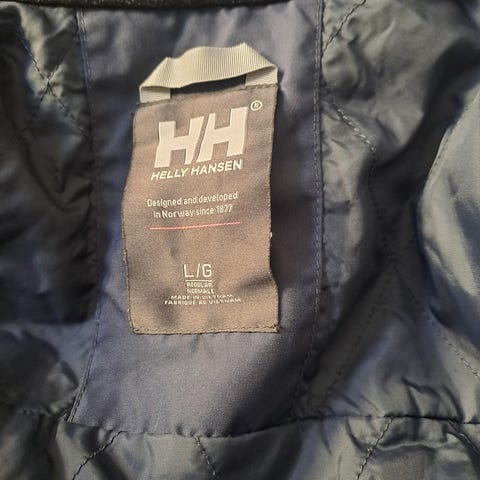 HH®
HELLY HANSEN
Designed and developed
in Norway since 1877
L/G
REGULAR
NORMALE
MADE IN VIETNAM
FABRIQUÉ AU VIETNAM